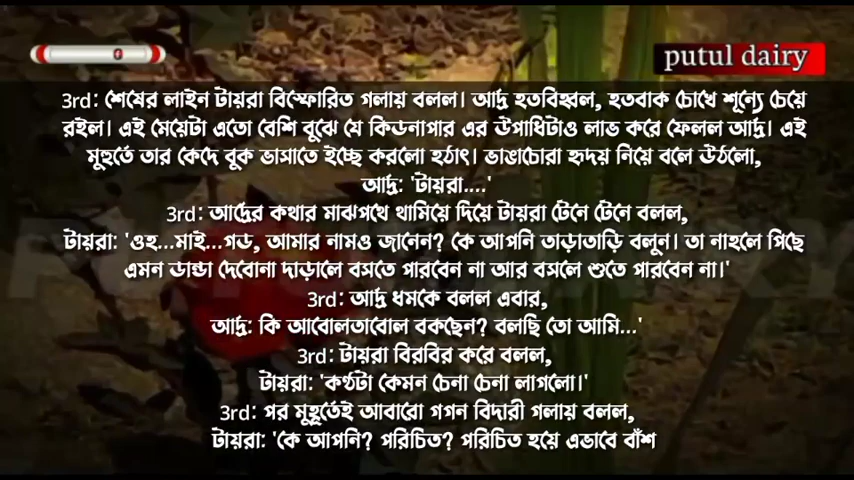 putul dairy
3rd: শেষের লাইন টায়রা বিস্ফোরিত গলায় বলল। আদ্র হতবিহ্বল, হতবাক চোখে শূন্যে চেয়ে
রইল। এই মেয়েটা এতো বেশি বুঝে যে কিডনাপার এর উপাধিটাও লাভ করে ফেলল আদ্র। এই
মুহুর্তে তার কেদে বুক ভাসাতে ইচ্ছে করলো হঠাৎ। ভাঙাচোরা হৃদয় নিয়ে বলে উঠলো,
আদ্র: 'টায়রা....'
3rd: আদ্রের কথার মাঝপথে থামিয়ে দিয়ে টায়রা টেনে টেনে বলল,
টায়রা: 'ওহ...মাই...গড, আমার নামও জানেন? কে আপনি তাড়াতাড়ি বলুন। তা নাহলে পিছে
এমন ডান্ডা দেবোনা দাড়ালে বসতে পারবেন না আর বসলে শুতে পারবেন না।'
3rd: আদ্র ধমকে বলল এবার,
আদ্র: কি আবোলতাবোল বকছেন? বলছি তো আমি...'
3rd: টায়রা বিরবির করে বলল,
টায়রা: 'কণ্ঠটা কেমন চেনা চেনা লাগলো।'
3rd: পর মুহূর্তেই আবারো গগন বিদারী গলায় বলল,
টায়রা: 'কে আপনি? পরিচিত? পরিচিত হয়ে এভাবে বাঁশ